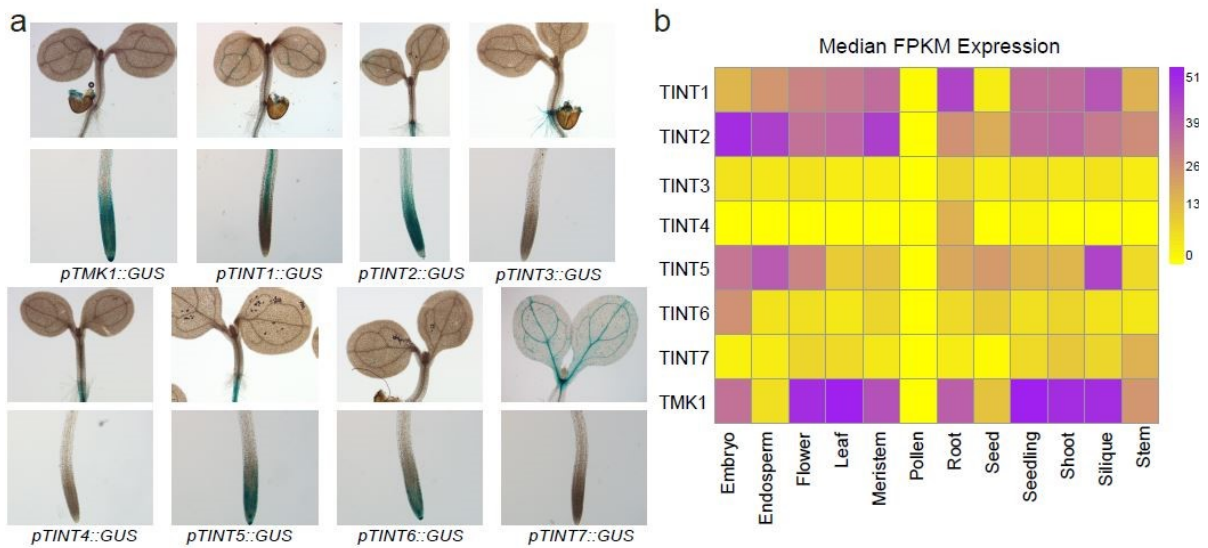 a
pTMK1::GUS pTINT1::GUS pTINT2::GUS pTINT3::GUS
pTINT4::GUS pTINT5::GUS pTINT6::GUS pTINT7::GUS
b
Median FPKM Expression
TINT1
TINT2
TINT3
TINT4
TINT5
TINT6
TINT7
TMK1
Embryo
Endosperm
Flower
Leaf
Meristem
Pollen
Root
Seed
Seedling
Shoot
Silique
Stem
51
39
26
13
0